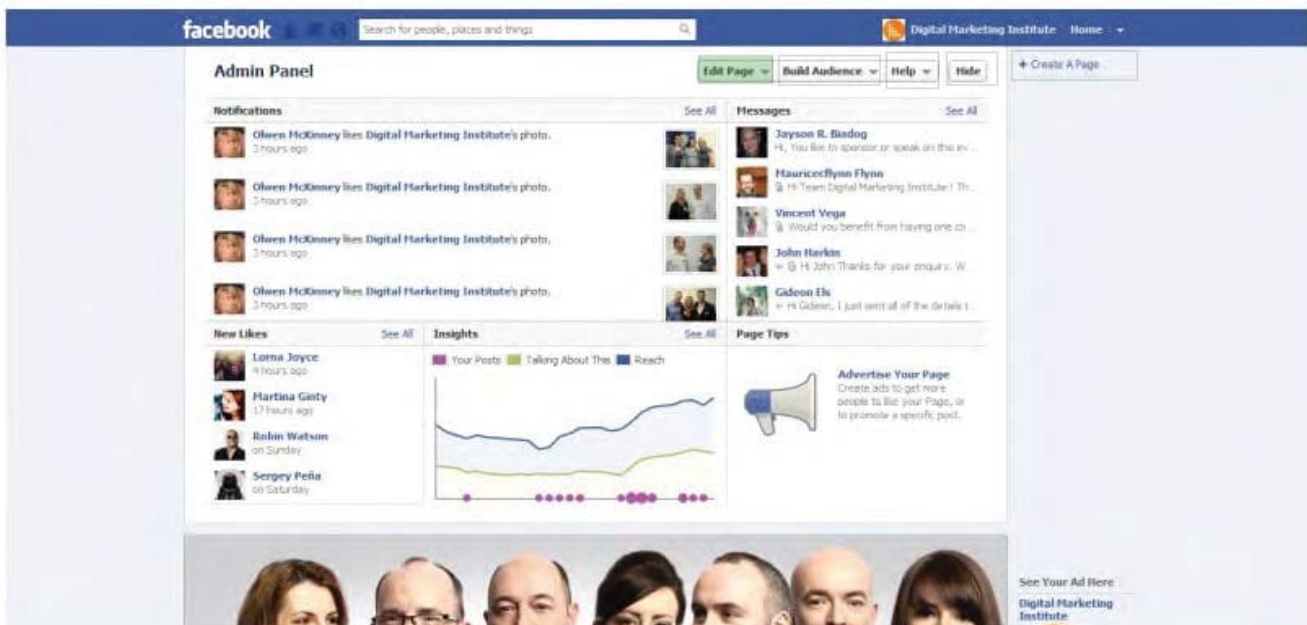 facebook
Search for people, places and things
Digital Marketing Institute Home
Admin Panel
Edit Page Build Audience Help Hide
+ Create A Page
Notifications See All
Olwen McKinney likes Digital Marketing Institute's photo.
3 hours ago
Olwen McKinney likes Digital Marketing Institute's photo.
3 hours ago
Olwen McKinney likes Digital Marketing Institute's photo.
3 hours ago
Olwen McKinney likes Digital Marketing Institute's photo.
3 hours ago
Messages See All
Jayson R. Biadog
Hi, You like to sponsor or speak on this ev...
Mauricecflynn Flynn
Hi Team Digital Marketing Institute! Th...
Vincent Vega
Would you benefit from having one co...
John Harkin
Hi John Thanks for your enquiry. W...
Gideon Els
Hi Gideon, I just sent all of the details t...
New Likes See All
Lorna Joyce
4 hours ago
Martina Ginty
17 hours ago
Robin Watson
on Sunday
Sergey Peña
on Saturday
Insights See All
Your Posts Talking About This Reach
Page Tips
Advertise Your Page
Create ads to get more
people to like your Page, or
to promote a specific post.
See Your Ad Here
Digital Marketing
Institute